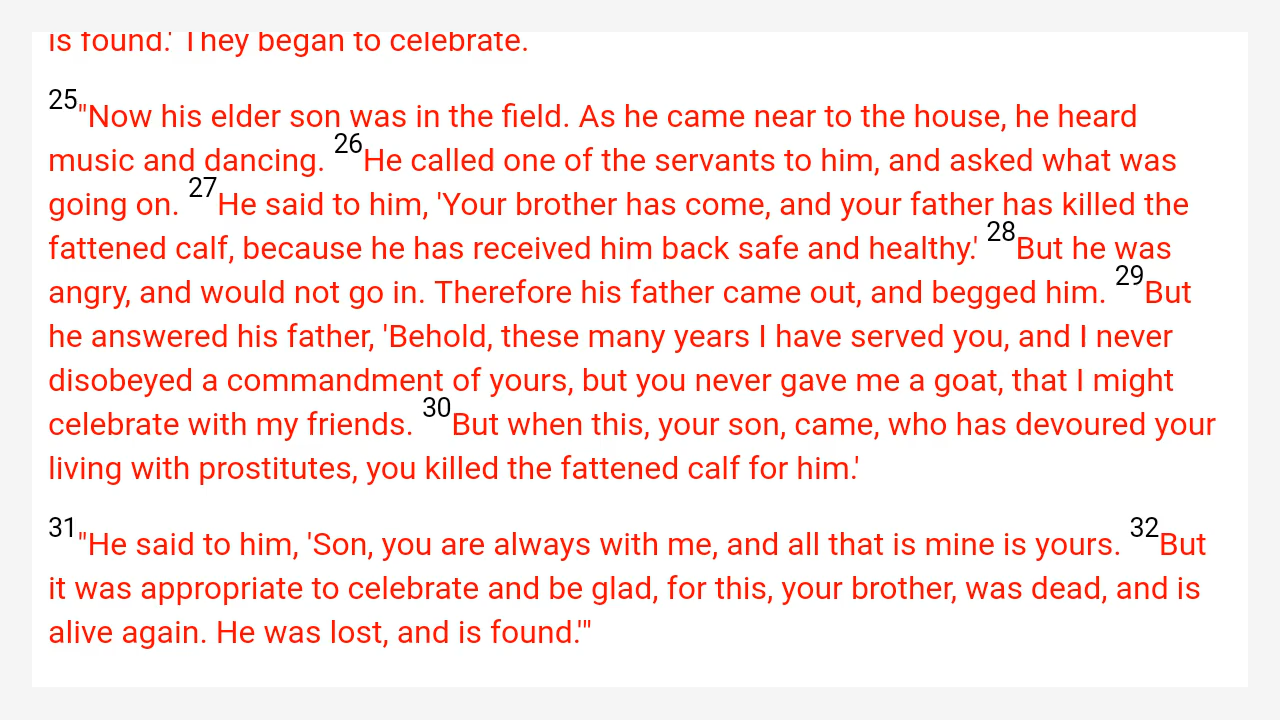 is found.' They began to celebrate.
25"Now his elder son was in the field. As he came near to the house, he heard
music and dancing. 26He called one of the servants to him, and asked what was
going on. 27He said to him, 'Your brother has come, and your father has killed the
fattened calf, because he has received him back safe and healthy.' 28But he was
angry, and would not go in. Therefore his father came out, and begged him. 29But
he answered his father, 'Behold, these many years I have served you, and I never
disobeyed a commandment of yours, but you never gave me a goat, that I might
celebrate with my friends. 30But when this, your son, came, who has devoured your
living with prostitutes, you killed the fattened calf for him.'
31"He said to him, 'Son, you are always with me, and all that is mine is yours. 32But
it was appropriate to celebrate and be glad, for this, your brother, was dead, and is
alive again. He was lost, and is found.'"